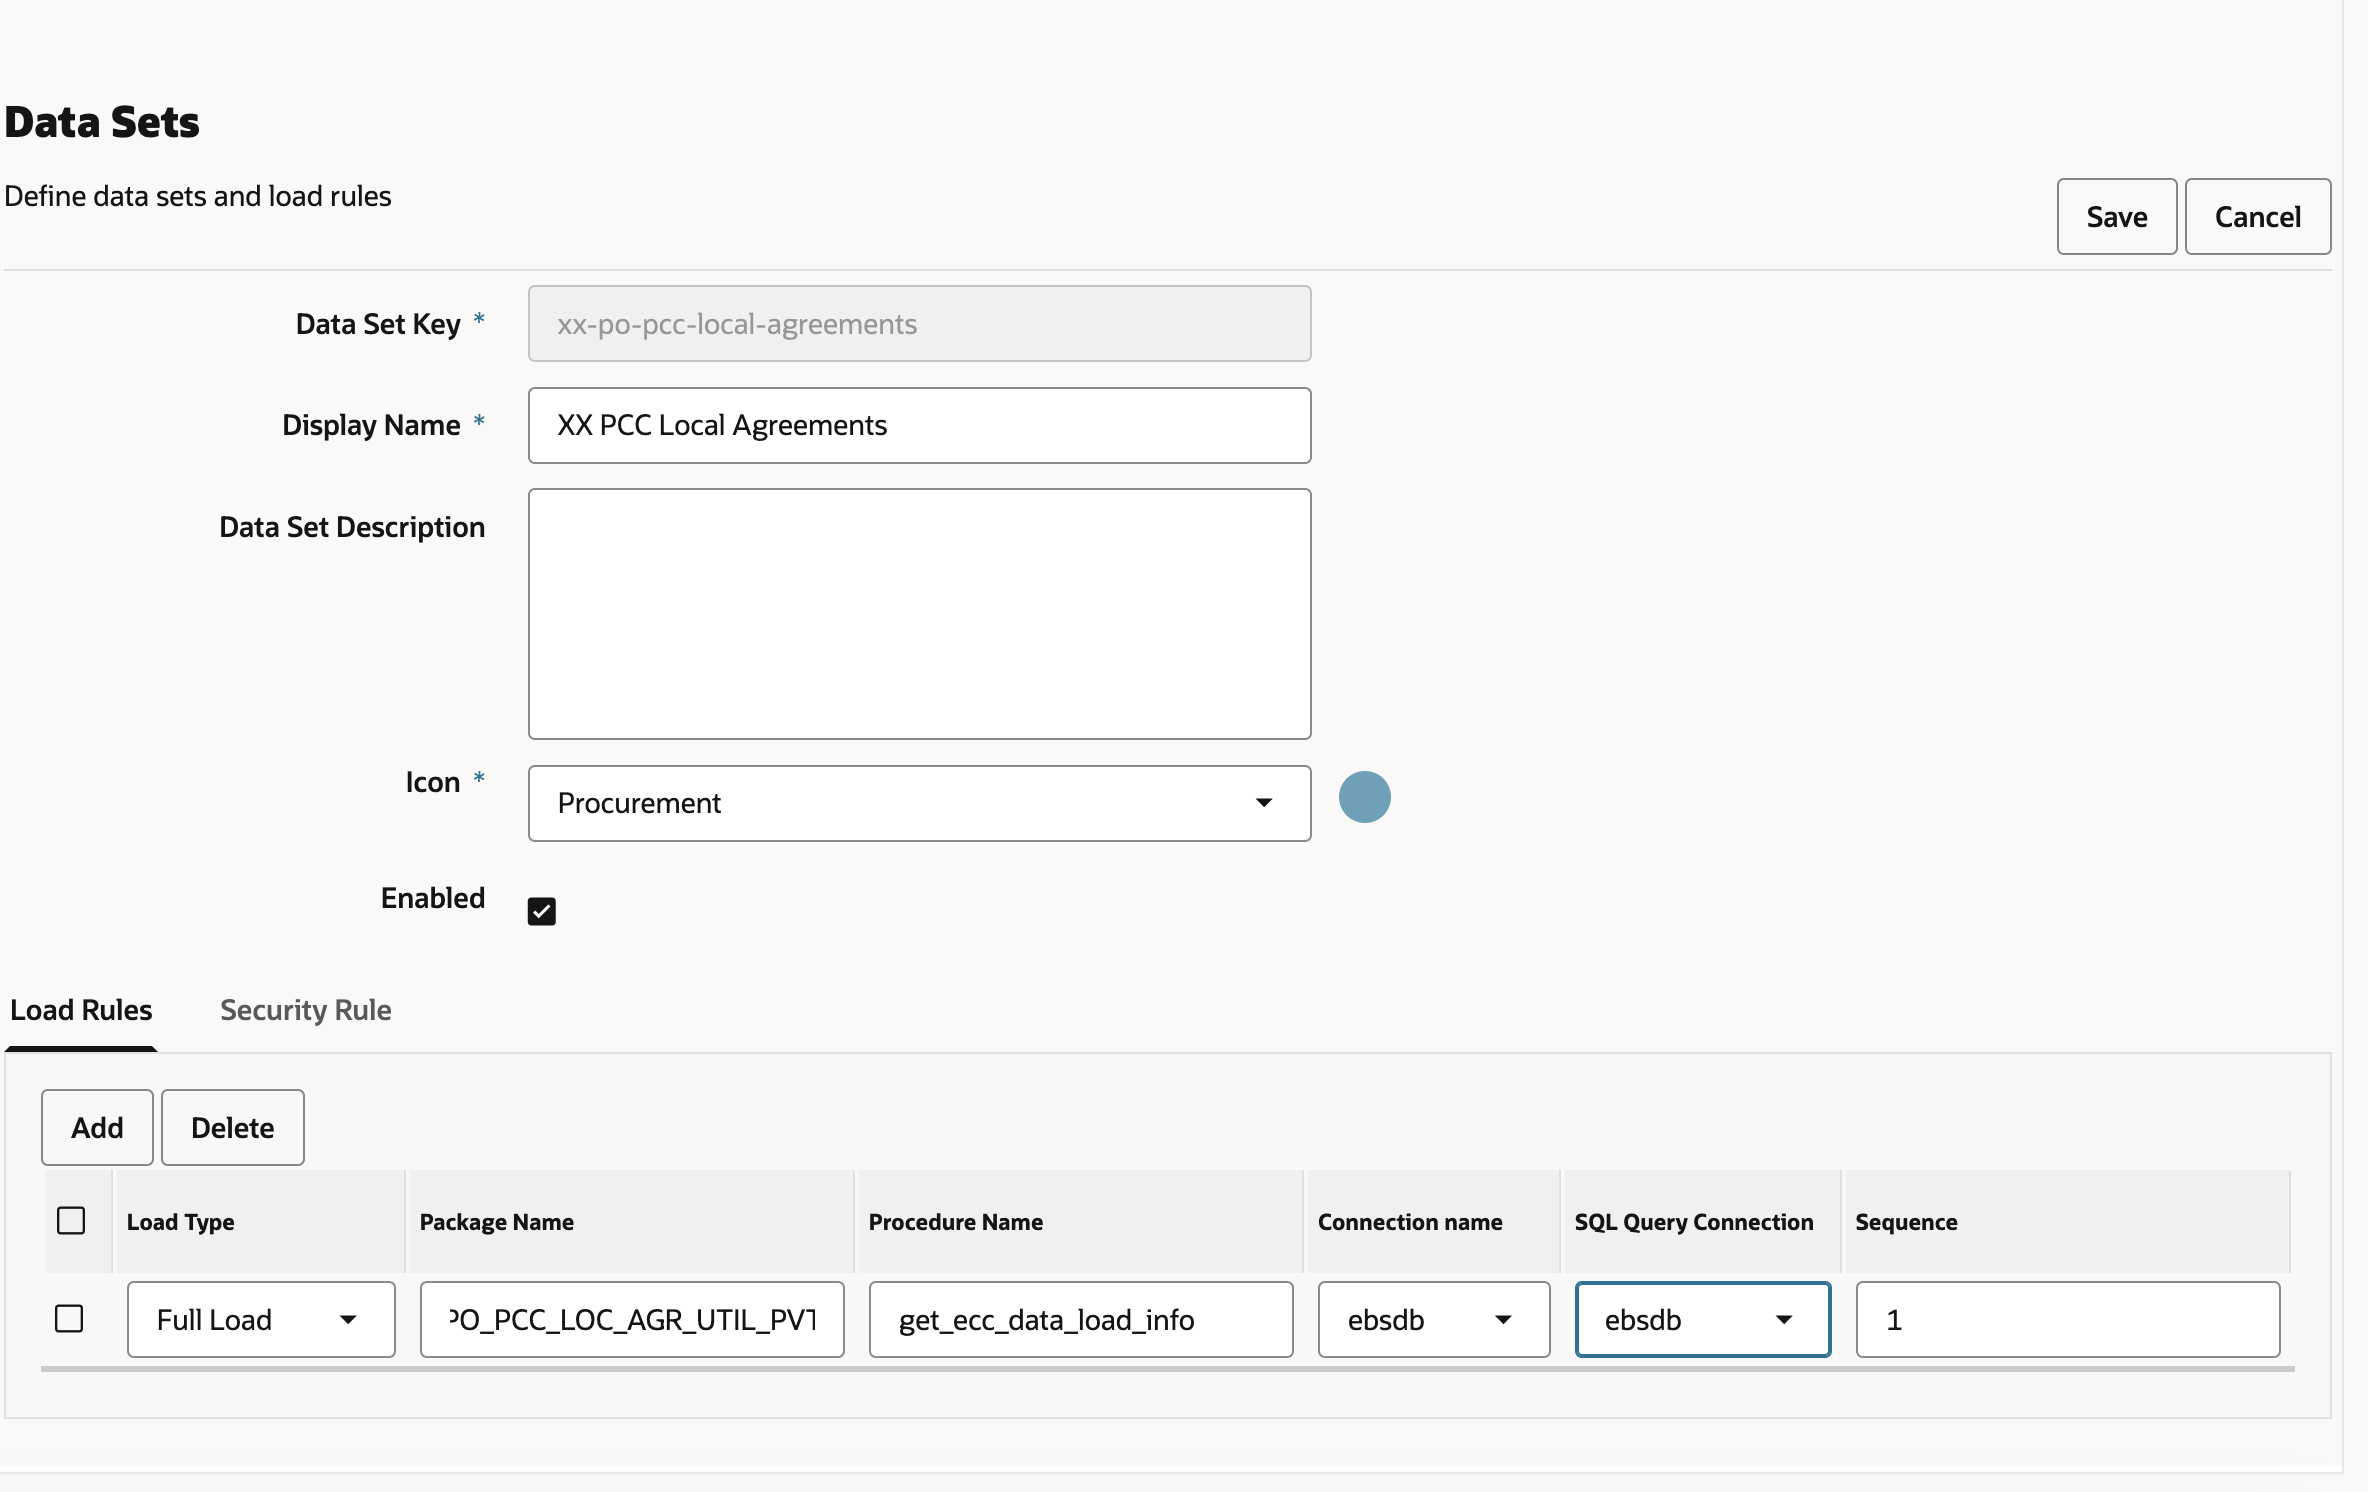 Data Sets
Define data sets and load rules
Save Cancel
Data Set Key * xx-po-pcc-local-agreements
Display Name * XX PCC Local Agreements
Data Set Description
Icon * Procurement
Enabled
Load Rules Security Rule
Add Delete
Load Type Package Name Procedure Name Connection name SQL Query Connection Sequence
Full Load PO_PCC_LOC_AGR_UTIL_PVT get_ecc_data_load_info ebsdb ebsdb 1